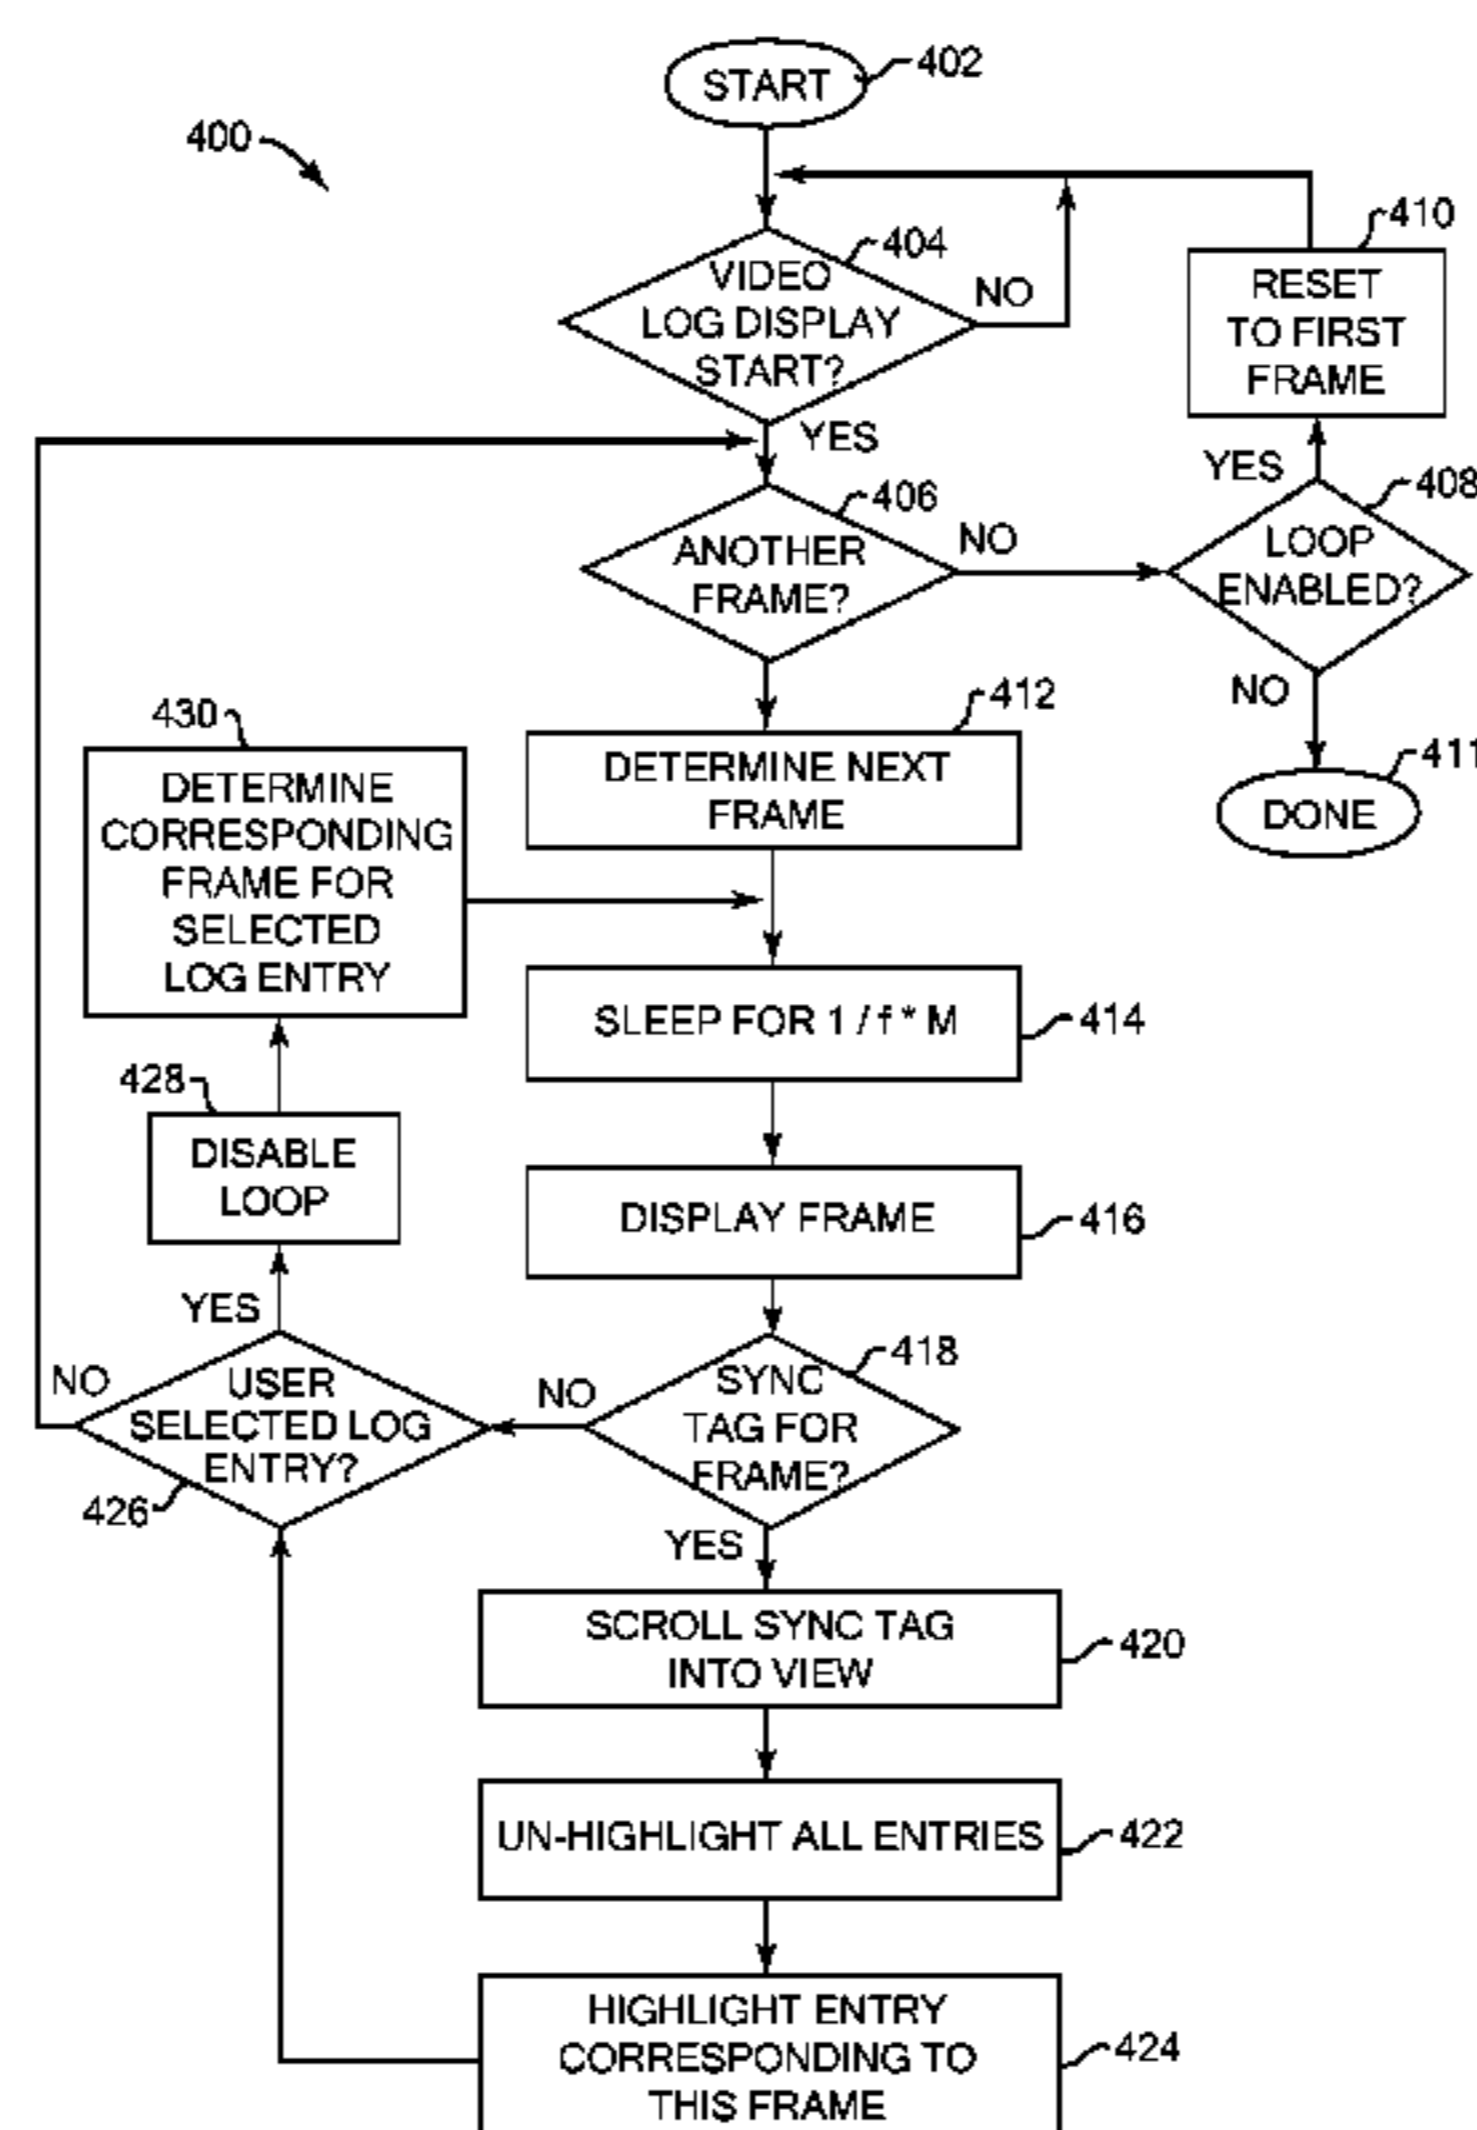 START
402
400
VIDEO
LOG DISPLAY
START?
404
NO
410
RESET
TO FIRST
FRAME
YES
YES
406
ANOTHER
FRAME?
NO
408
LOOP
ENABLED?
NO
411
DONE
412
DETERMINE NEXT
FRAME
430
DETERMINE
CORRESPONDING
FRAME FOR
SELECTED
LOG ENTRY
SLEEP FOR 1 / f * M
414
428
DISABLE
LOOP
DISPLAY FRAME
416
YES
NO
USER
SELECTED LOG
ENTRY?
426
NO
418
SYNC
TAG FOR
FRAME?
YES
SCROLL SYNC TAG
INTO VIEW
420
UN-HIGHLIGHT ALL ENTRIES
422
HIGHLIGHT ENTRY
CORRESPONDING TO
THIS FRAME
424